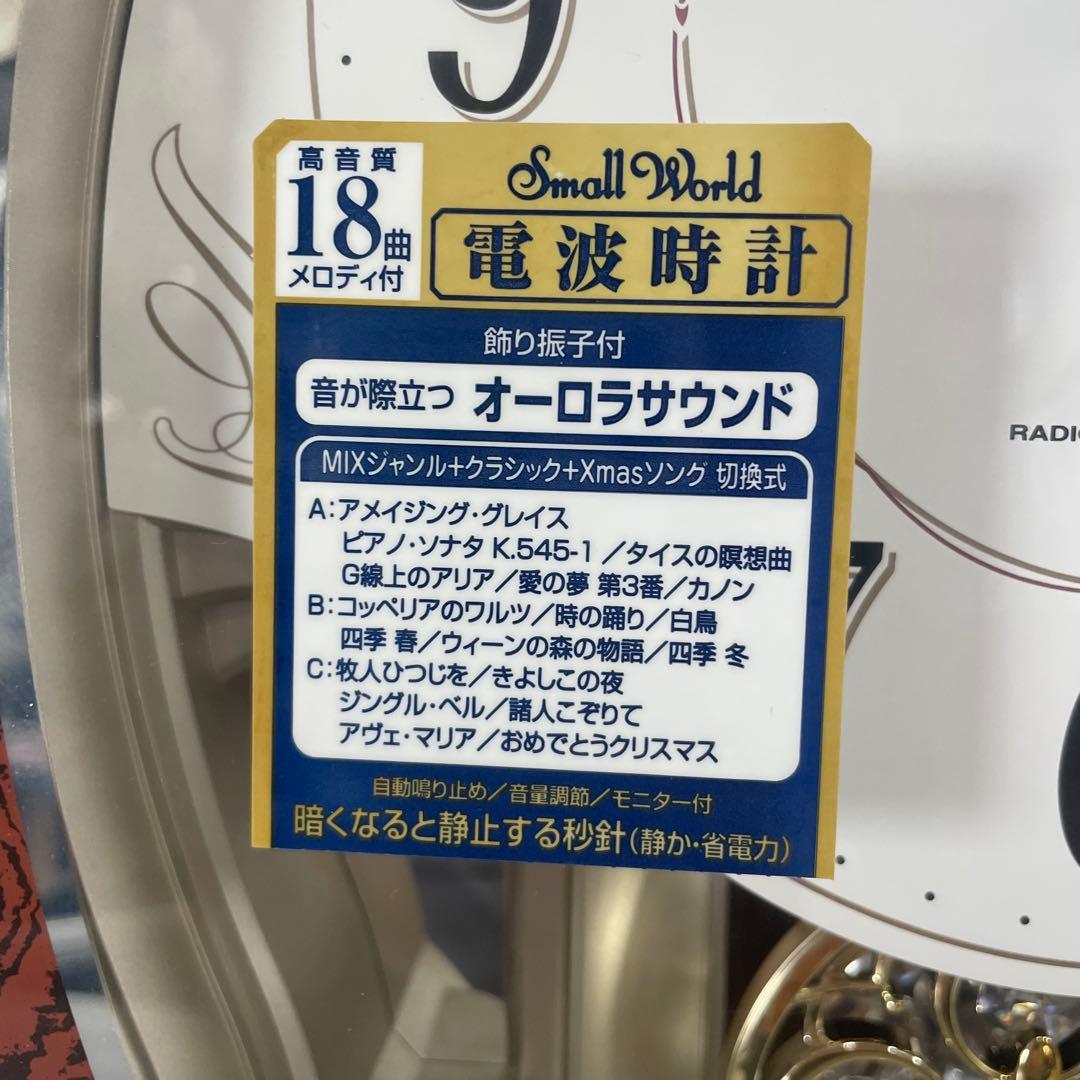 9
高音質
18曲
メロディ付
Small World
電波時計
飾り振子付
音が際立つ オーロラサウンド
MIXジャンル+クラシック+Xmasソング 切換式
A:アメイジング・グレイス
ピアノ・ソナタ K.545-1 /タイスの瞑想曲
G線上のアリア/愛の夢 第3番/カノン
B:コッペリアのワルツ/時の踊り/白鳥
四季 春/ウィーンの森の物語/四季 冬
C:牧人ひつじを/きよしこの夜
ジングル・ベル/諸人こぞりて
アヴェ・マリア/おめでとうクリスマス
自動鳴り止め/音量調節/モニター付
暗くなると静止する秒針(静か・省電力)
7